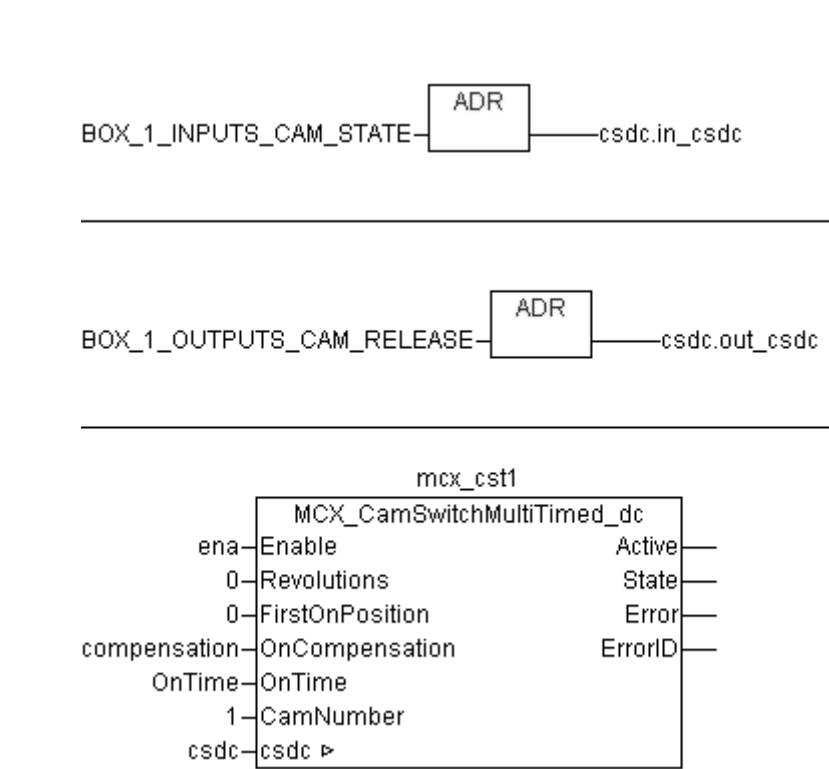 ADR
BOX_1_INPUTS_CAM_STATE csdc.in_csdc
ADR
BOX_1_OUTPUTS_CAM_RELEASE csdc.out_csdc
mcx_cst1
MCX_CamSwitchMultiTimed_dc
ena Enable Active
0 Revolutions State
0 FirstOnPosition Error
compensation OnCompensation ErrorID
OnTime OnTime
1 CamNumber
csdc csdc